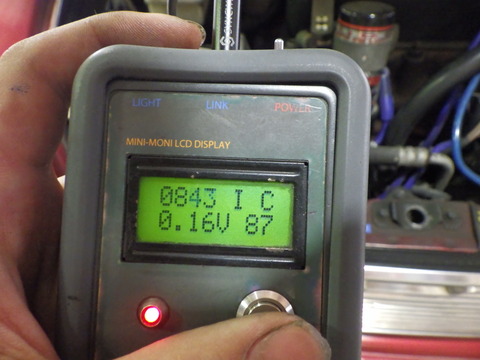 LIGHT LINK POWER
MINI-MONI LCD DISPLAY
0843 I C
0.16V 87